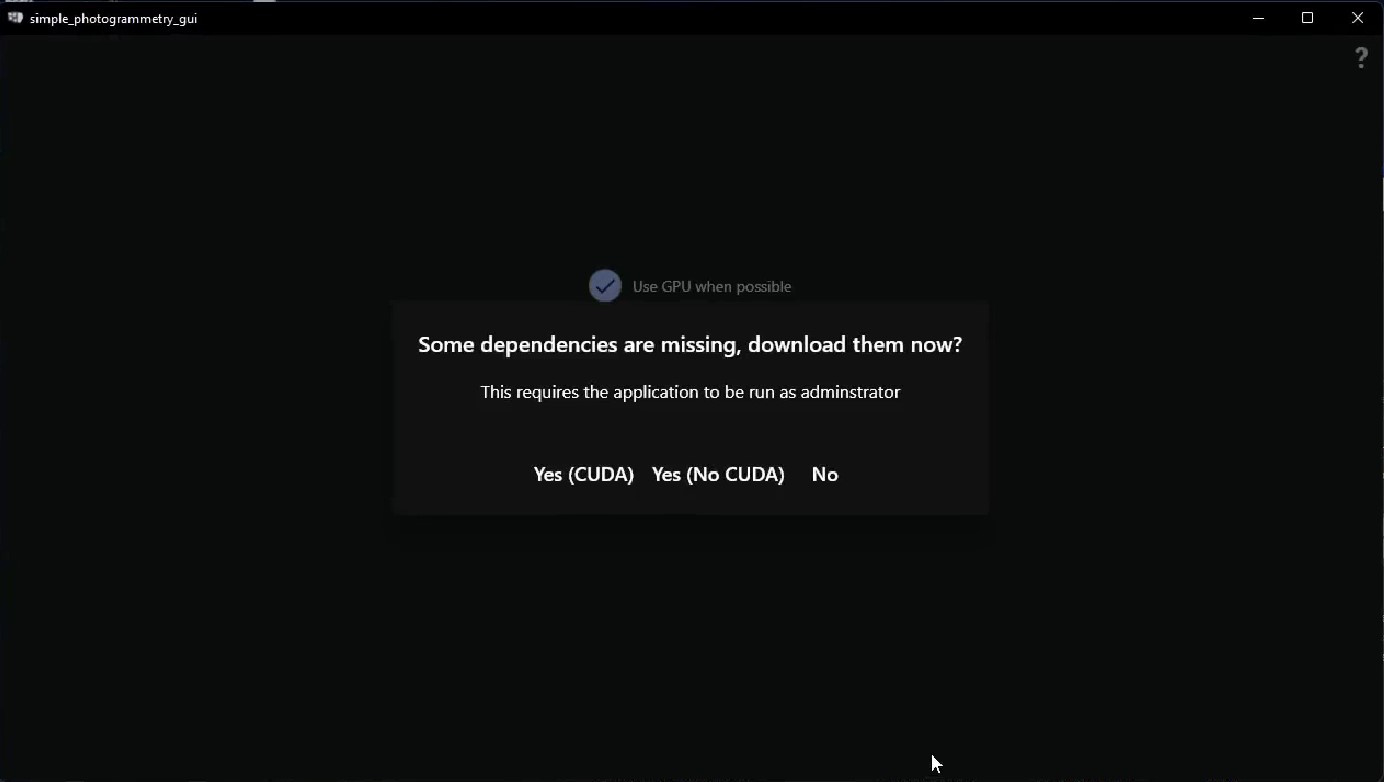 simple_photogrammetry_gui
?
Use GPU when possible
Some dependencies are missing, download them now?
This requires the application to be run as adminstrator
Yes (CUDA) Yes (No CUDA) No